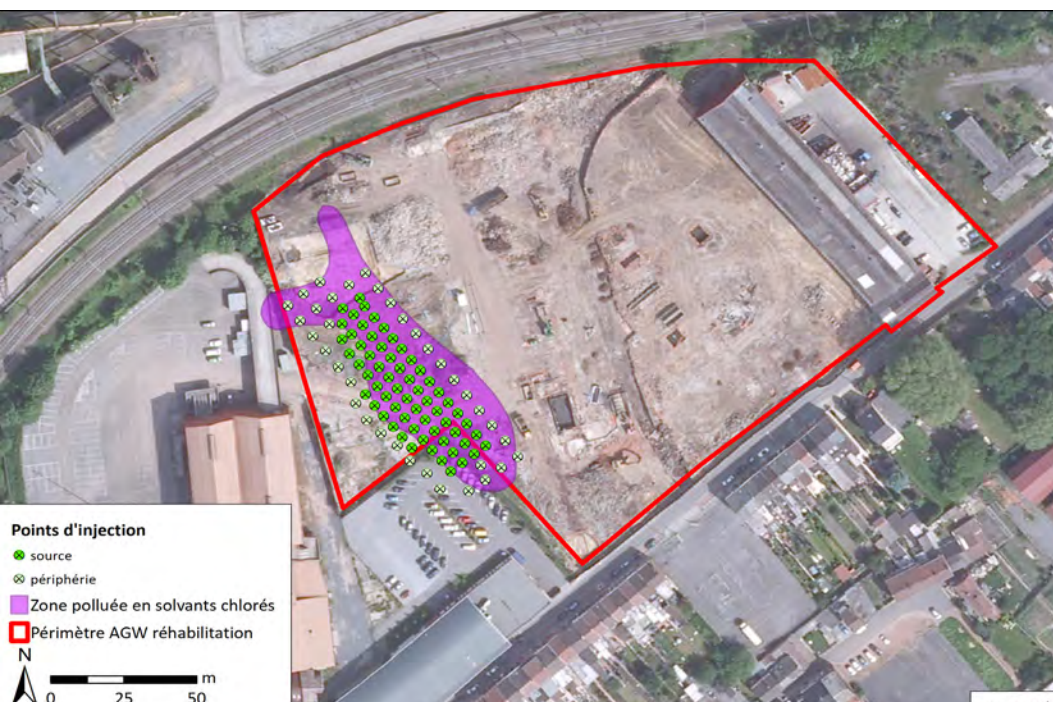 Points d'injection
source
périphérie
Zone polluée en solvants chlorés
Périmètre AGW réhabilitation
N
m
0 25 50